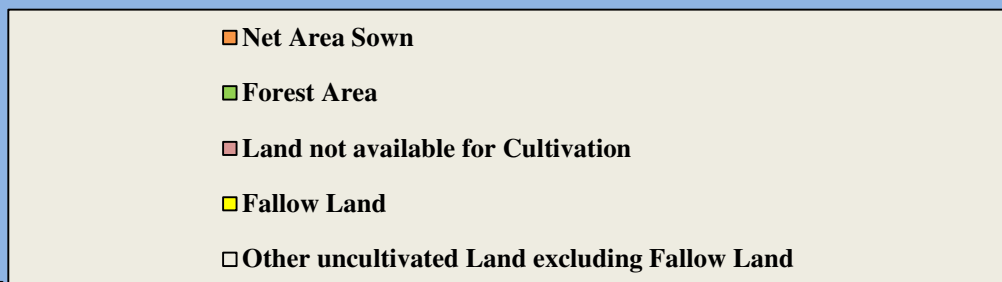 Net Area Sown
Forest Area
Land not available for Cultivation
Fallow Land
Other uncultivated Land excluding Fallow Land